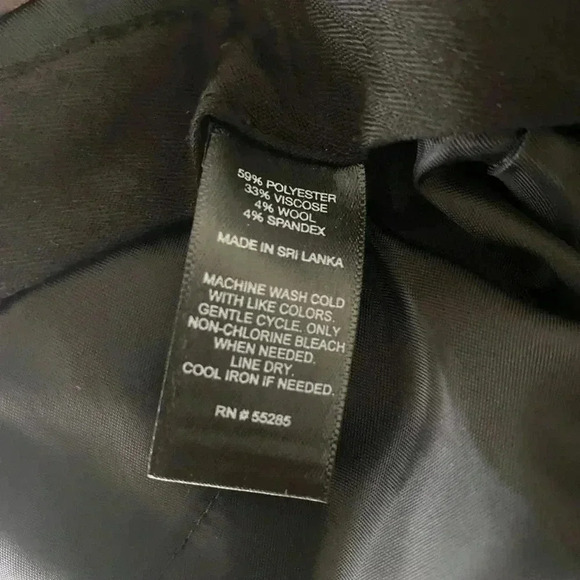 59% POLYESTER
33% VISCOSE
4% WOOL
4% SPANDEX
MADE IN SRI LANKA
MACHINE WASH COLD
WITH LIKE COLORS.
GENTLE CYCLE. ONLY
NON-CHLORINE BLEACH
WHEN NEEDED.
LINE DRY.
COOL IRON IF NEEDED.
RN # 55285